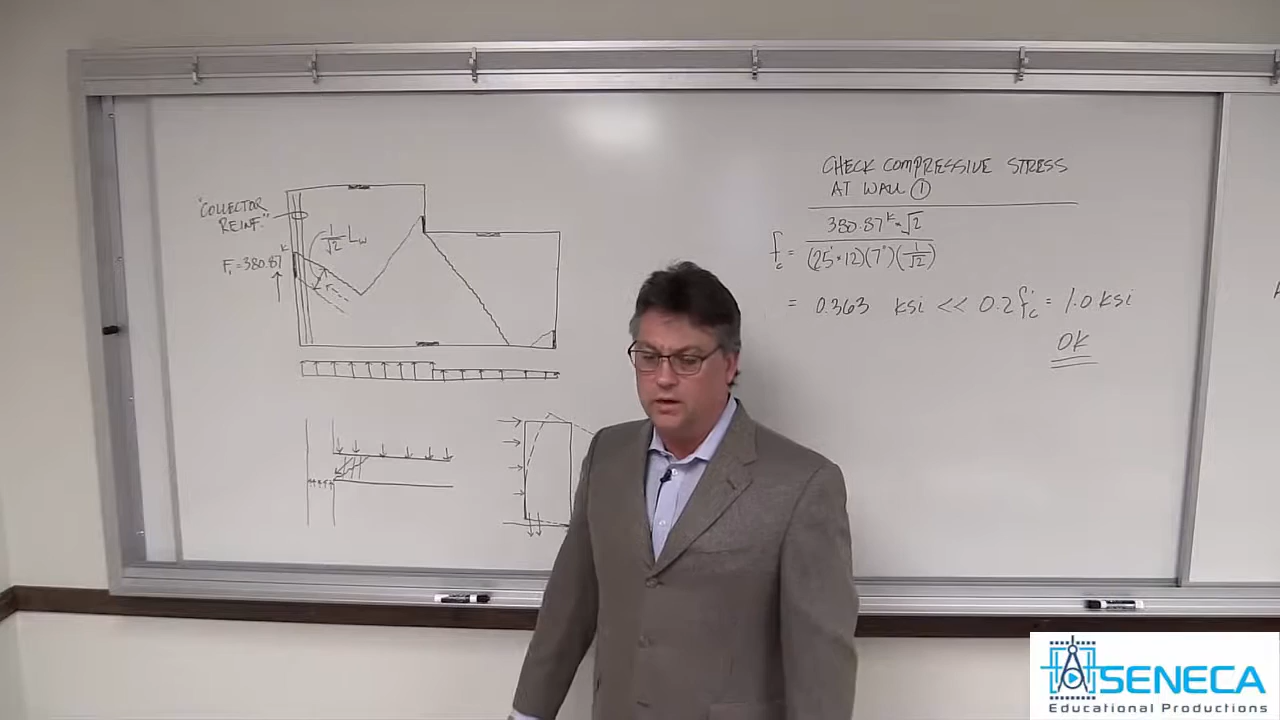 "COLLECTOR
REINF."
1/√2 Lw
F₁ = 380.87ᵏ
CHECK COMPRESSIVE STRESS
AT WALL ①
fc = 380.87ᵏ·√2 / (25'×12)(7")(1/√2)
= 0.363 ksi << 0.2f'c = 1.0 ksi
OK
SENECA
Educational Productions